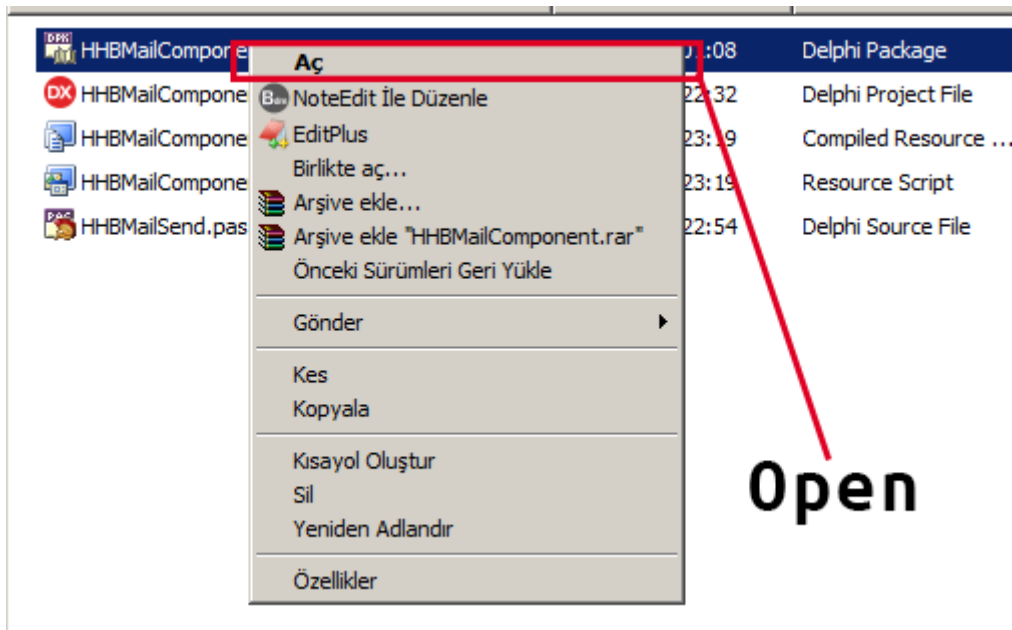 HHBMailCompone 01:08 Delphi Package
HHBMailCompone 22:32 Delphi Project File
HHBMailCompone 23:19 Compiled Resource ...
HHBMailCompone 23:19 Resource Script
HHBMailSend.pas 22:54 Delphi Source File
Aç
NoteEdit İle Düzenle
EditPlus
Birlikte aç...
Arşive ekle...
Arşive ekle "HHBMailComponent.rar"
Önceki Sürümleri Geri Yükle
Gönder
Kes
Kopyala
Kısayol Oluştur
Sil
Yeniden Adlandır
Özellikler
Open